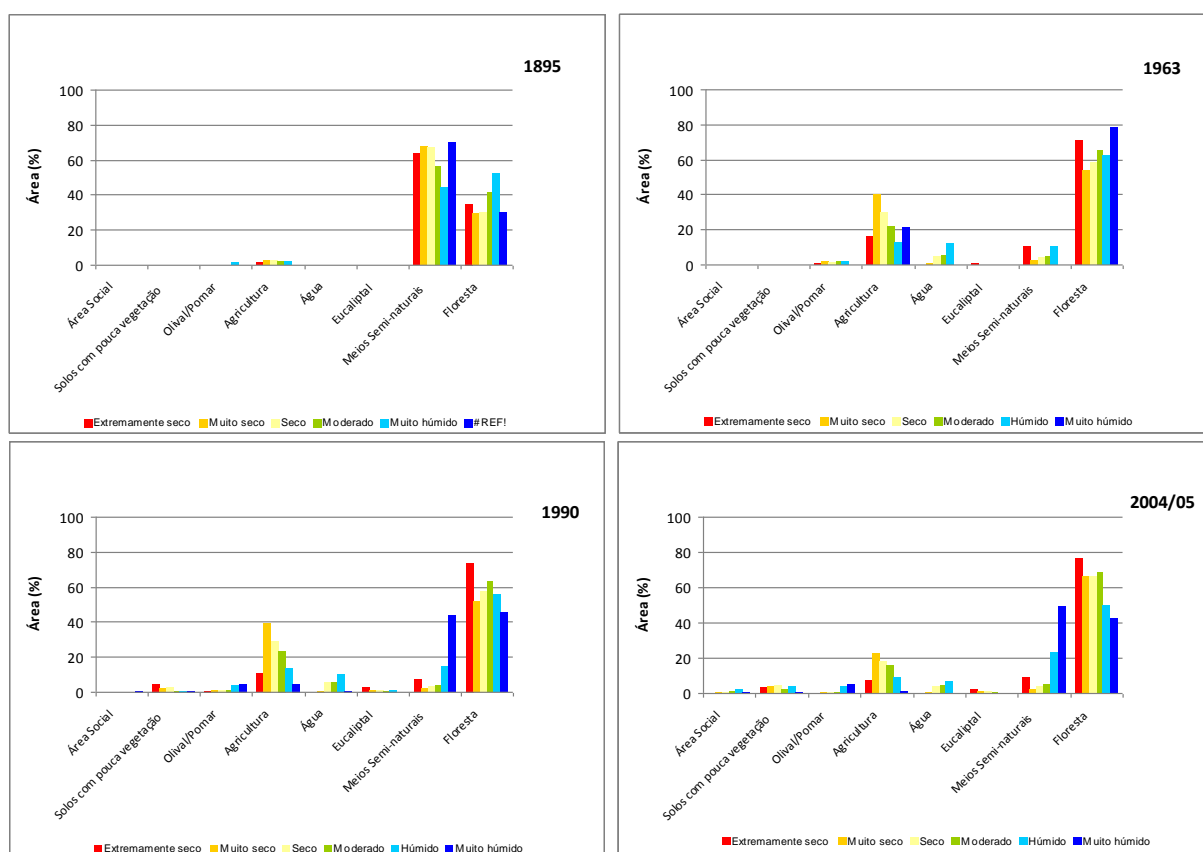 1895
Área (%)
100
80
60
40
20
0
Área Social
Solos com pouca vegetação
Olival/Pomar
Agricultura
Água
Eucaliptal
Meios Semi-naturais
Floresta
Extremamente seco Muito seco Seco Moderado Muito húmido #REF!
1963
Área (%)
100
80
60
40
20
0
Área Social
Solos com pouca vegetação
Olival/Pomar
Agricultura
Água
Eucaliptal
Meios Semi-naturais
Floresta
Extremamente seco Muito seco Seco Moderado Húmido Muito húmido
1990
Área (%)
100
80
60
40
20
0
Área Social
Solos com pouca vegetação
Olival/Pomar
Agricultura
Água
Eucaliptal
Meios Semi-naturais
Floresta
Extremamente seco Muito seco Seco Moderado Húmido Muito húmido
2004/05
Área (%)
100
80
60
40
20
0
Área Social
Solos com pouca vegetação
Olival/Pomar
Agricultura
Água
Eucaliptal
Meios Semi-naturais
Floresta
Extremamente seco Muito seco Seco Moderado Húmido Muito húmido